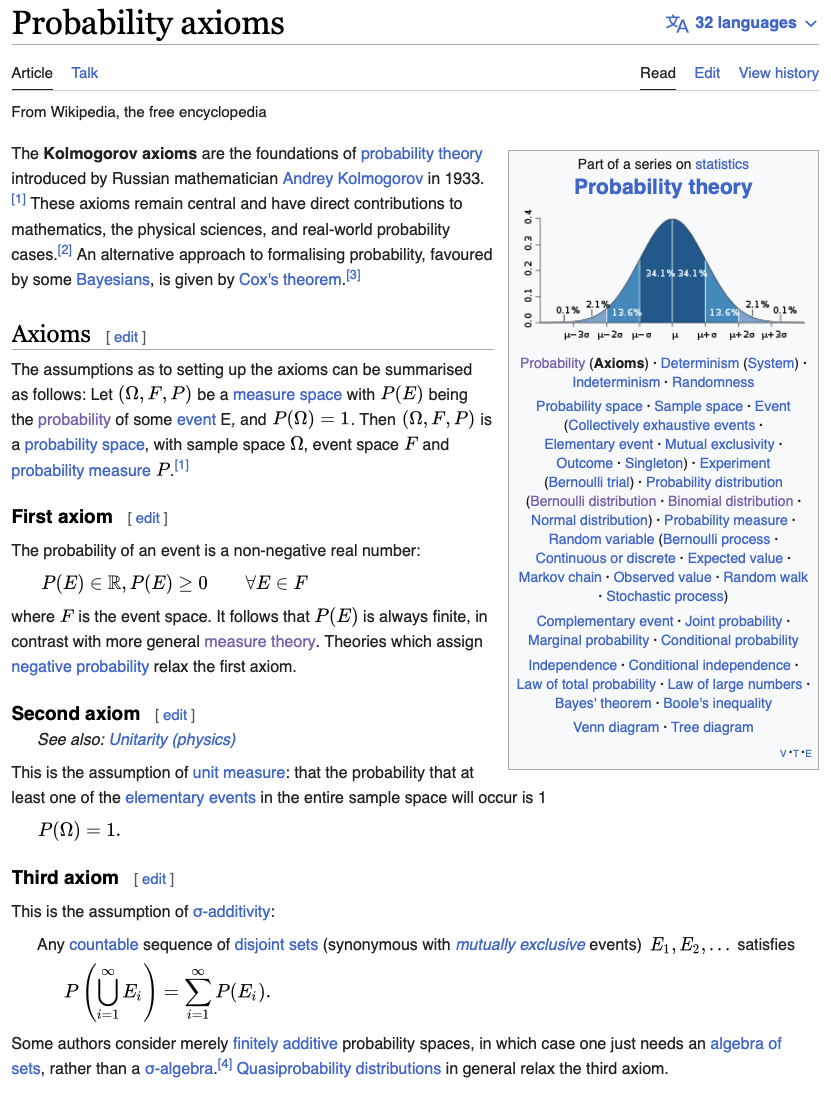 Probability axioms
32 languages
Article Talk
Read Edit View history
From Wikipedia, the free encyclopedia
The Kolmogorov axioms are the foundations of probability theory
introduced by Russian mathematician Andrey Kolmogorov in 1933.
[1] These axioms remain central and have direct contributions to
mathematics, the physical sciences, and real-world probability
cases.[2] An alternative approach to formalising probability, favoured
by some Bayesians, is given by Cox's theorem.[3]
Axioms [ edit ]
The assumptions as to setting up the axioms can be summarised
as follows: Let (Ω, F, P) be a measure space with P(E) being
the probability of some event E, and P(Ω) = 1. Then (Ω, F, P) is
a probability space, with sample space Ω, event space F and
probability measure P.[1]
First axiom [ edit ]
The probability of an event is a non-negative real number:
P(E) ∈ ℝ, P(E) ≥ 0 ∀E ∈ F
where F is the event space. It follows that P(E) is always finite, in
contrast with more general measure theory. Theories which assign
negative probability relax the first axiom.
Second axiom [ edit ]
See also: Unitarity (physics)
This is the assumption of unit measure: that the probability that at
least one of the elementary events in the entire sample space will occur is 1
P(Ω) = 1.
Third axiom [ edit ]
This is the assumption of σ-additivity:
Any countable sequence of disjoint sets (synonymous with mutually exclusive events) E₁, E₂, … satisfies
P(⋃_{i=1}^{∞} E_i) = ∑_{i=1}^{∞} P(E_i).
Some authors consider merely finitely additive probability spaces, in which case one just needs an algebra of
sets, rather than a σ-algebra.[4] Quasiprobability distributions in general relax the third axiom.
Part of a series on statistics
Probability theory
0.4
0.3
0.2
0.1
0.0
34.1% 34.1%
0.1% 2.1% 13.6% 13.6% 2.1% 0.1%
μ−3σ μ−2σ μ−σ μ μ+σ μ+2σ μ+3σ
Probability (Axioms) · Determinism (System) ·
Indeterminism · Randomness
Probability space · Sample space · Event
(Collectively exhaustive events ·
Elementary event · Mutual exclusivity ·
Outcome · Singleton) · Experiment
(Bernoulli trial) · Probability distribution
(Bernoulli distribution · Binomial distribution ·
Normal distribution) · Probability measure ·
Random variable (Bernoulli process ·
Continuous or discrete · Expected value ·
Markov chain · Observed value · Random walk
· Stochastic process)
Complementary event · Joint probability ·
Marginal probability · Conditional probability
Independence · Conditional independence ·
Law of total probability · Law of large numbers ·
Bayes' theorem · Boole's inequality
Venn diagram · Tree diagram
V · T · E